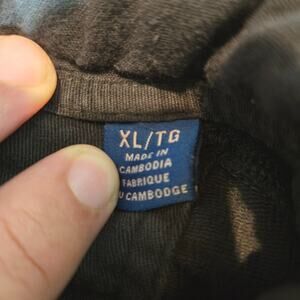 XL/TG
MADE IN
CAMBODIA
FABRIQUE
U CAMBODGE